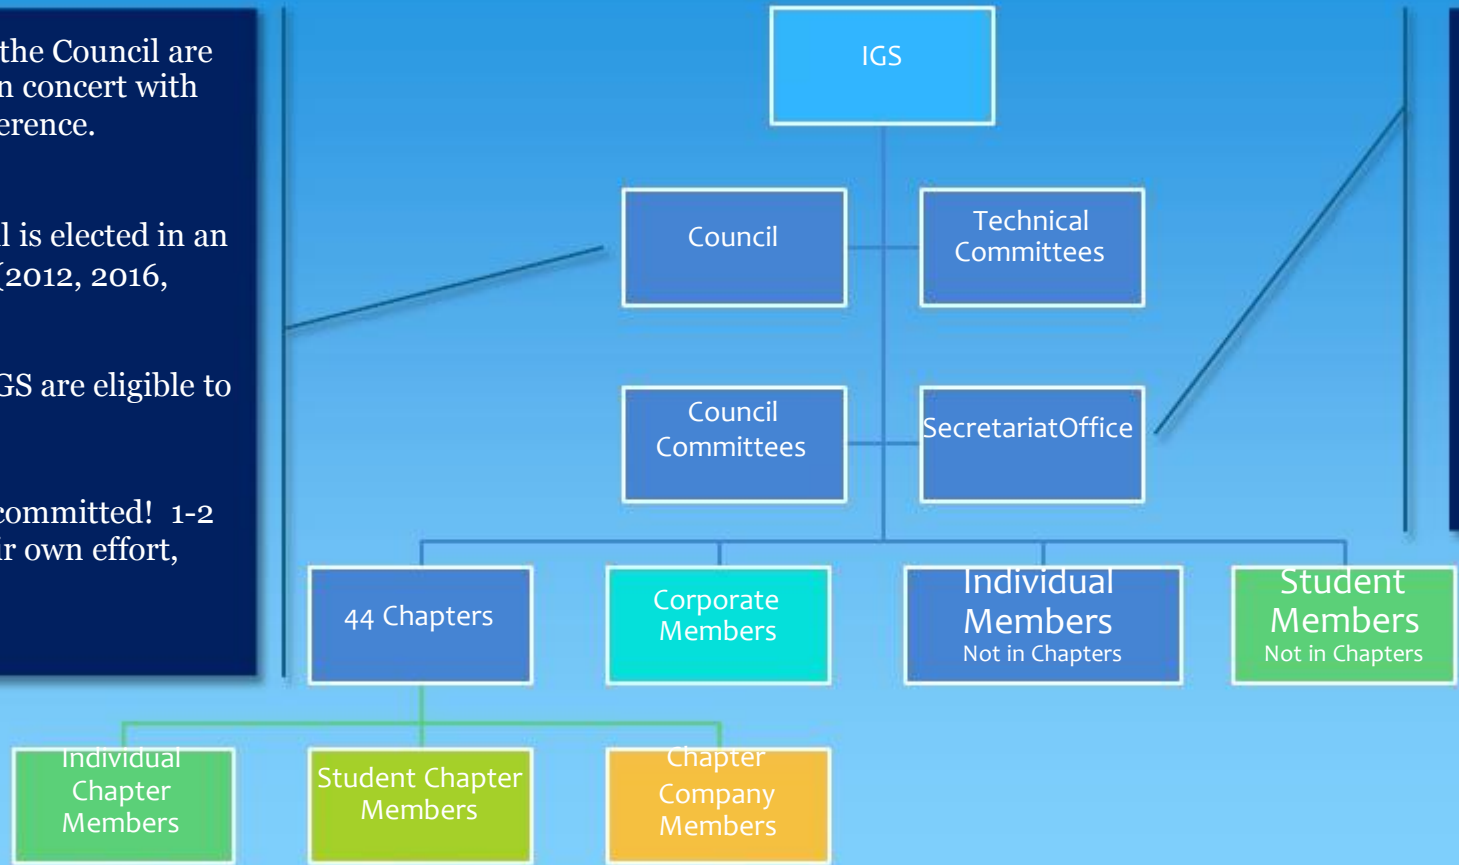 the Council are
n concert with
erence.
l is elected in an
(2012, 2016,
GS are eligible to
committed! 1-2
ir own effort,
IGS
Council
Technical
Committees
Council
Committees
SecretariatOffice
44 Chapters
Corporate
Members
Individual
Members
Not in Chapters
Student
Members
Not in Chapters
Individual
Chapter
Members
Student Chapter
Members
Chapter
Company
Members